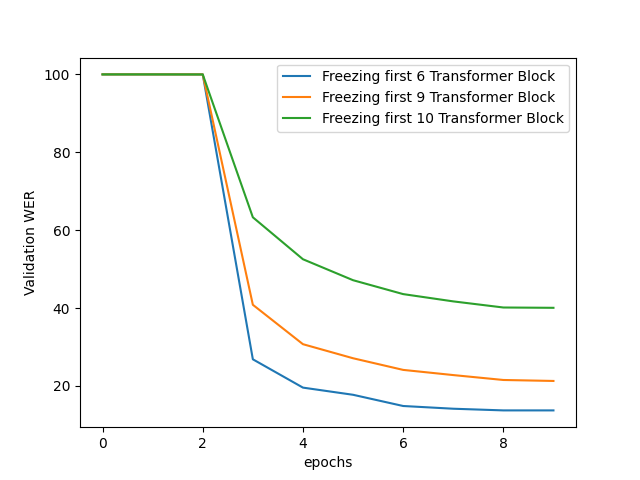 Freezing first 6 Transformer Block
Freezing first 9 Transformer Block
Freezing first 10 Transformer Block
100
80
60
40
20
Validation WER
0 2 4 6 8
epochs